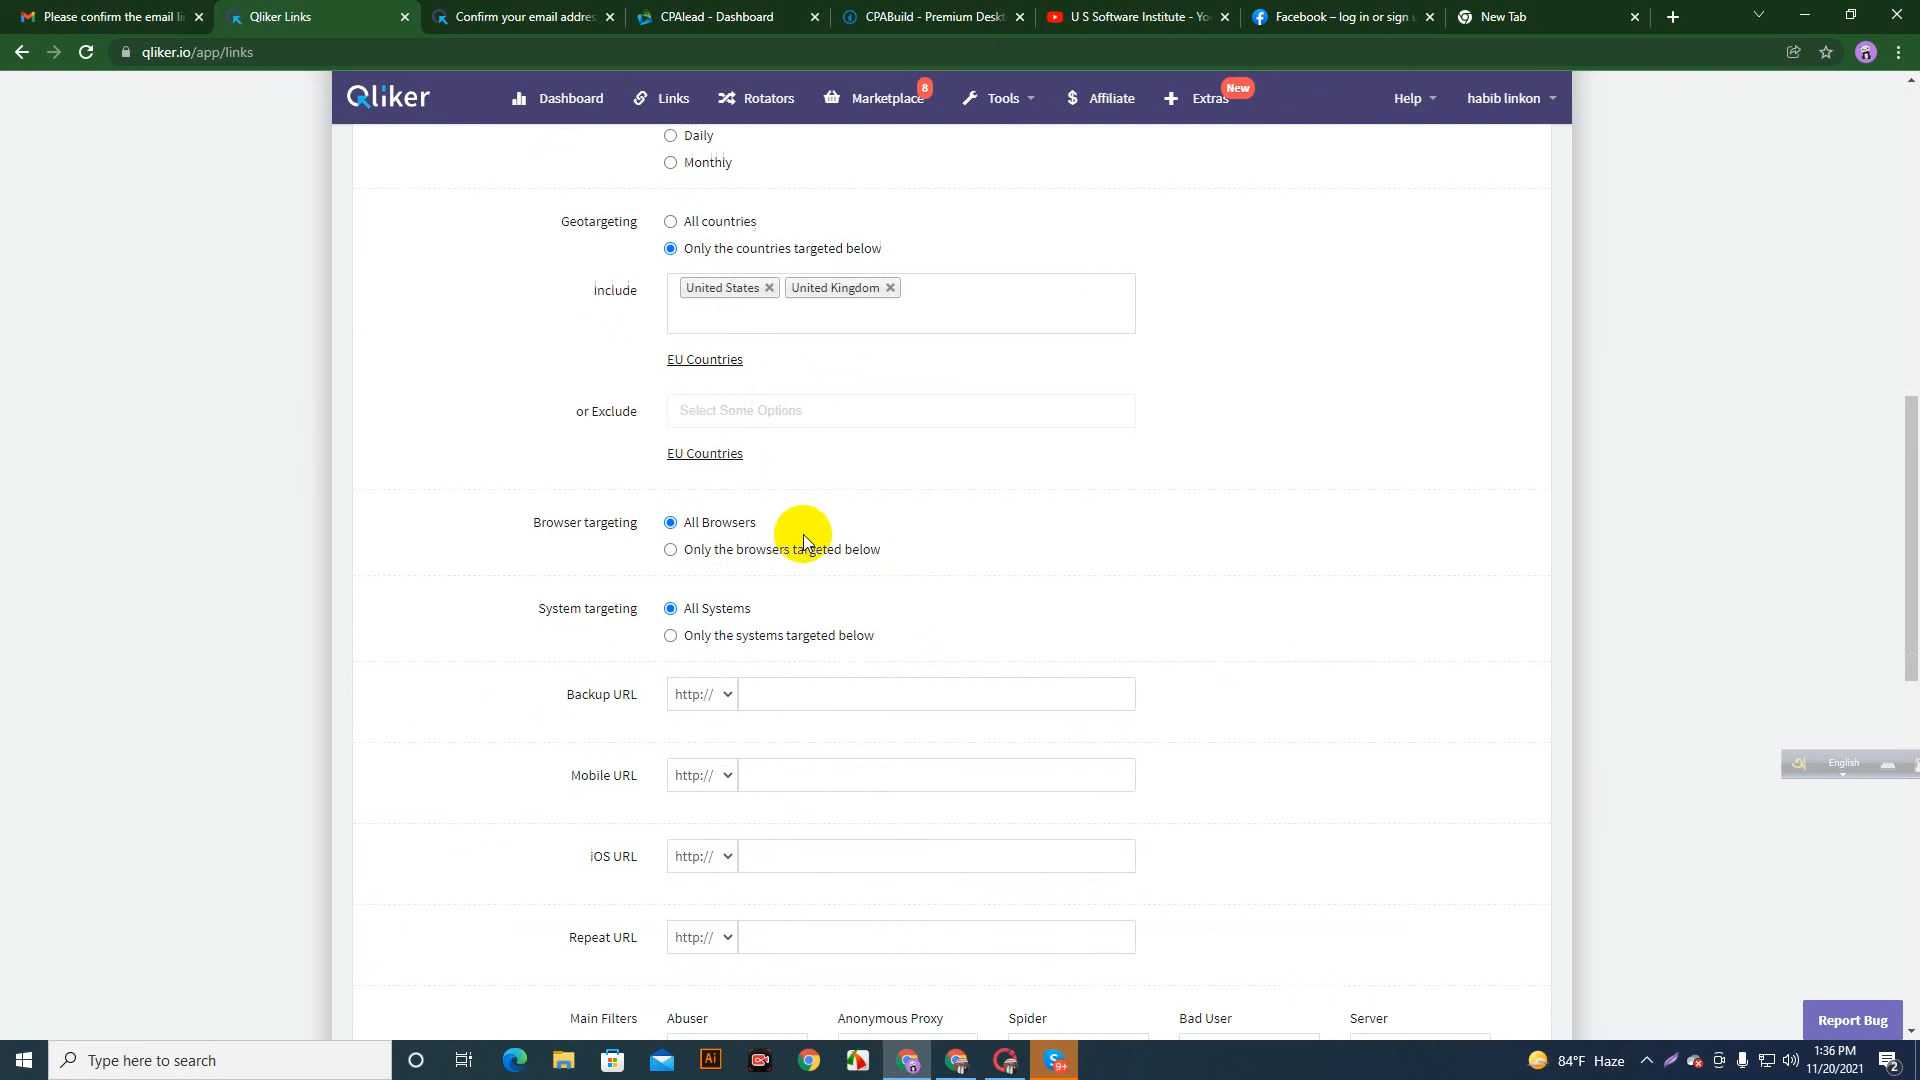 Please confirm the email li
Qliker Links
Confirm your email addres
CPAlead - Dashboard
CPABuild - Premium Deskt
U S Software Institute - Yo
Facebook – log in or sign
New Tab
qliker.io/app/links
Qliker
Dashboard
Links
Rotators
Marketplace
8
Tools
Affiliate
Extras
New
Help
habib linkon
Daily
Monthly
Geotargeting
All countries
Only the countries targeted below
Include
United States
United Kingdom
EU Countries
or Exclude
Select Some Options
EU Countries
Browser targeting
All Browsers
Only the browsers targeted below
System targeting
All Systems
Only the systems targeted below
Backup URL
http://
Mobile URL
http://
iOS URL
http://
Repeat URL
http://
Main Filters
Abuser
Anonymous Proxy
Spider
Bad User
Server
অ
English
Report Bug
Type here to search
Ai
9+
84°F Haze
1:36 PM
11/20/2021
2